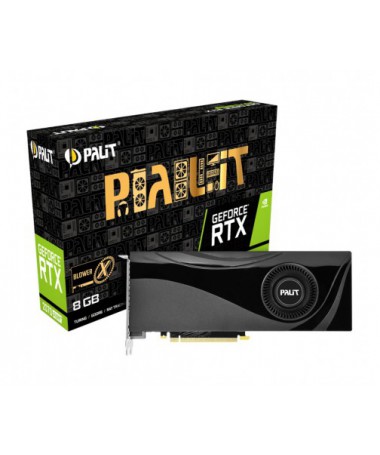 PALIT
PALIT
GEFORCE
RTX
GEFORCE
RTX
BLOWER X
8 GB
PALIT